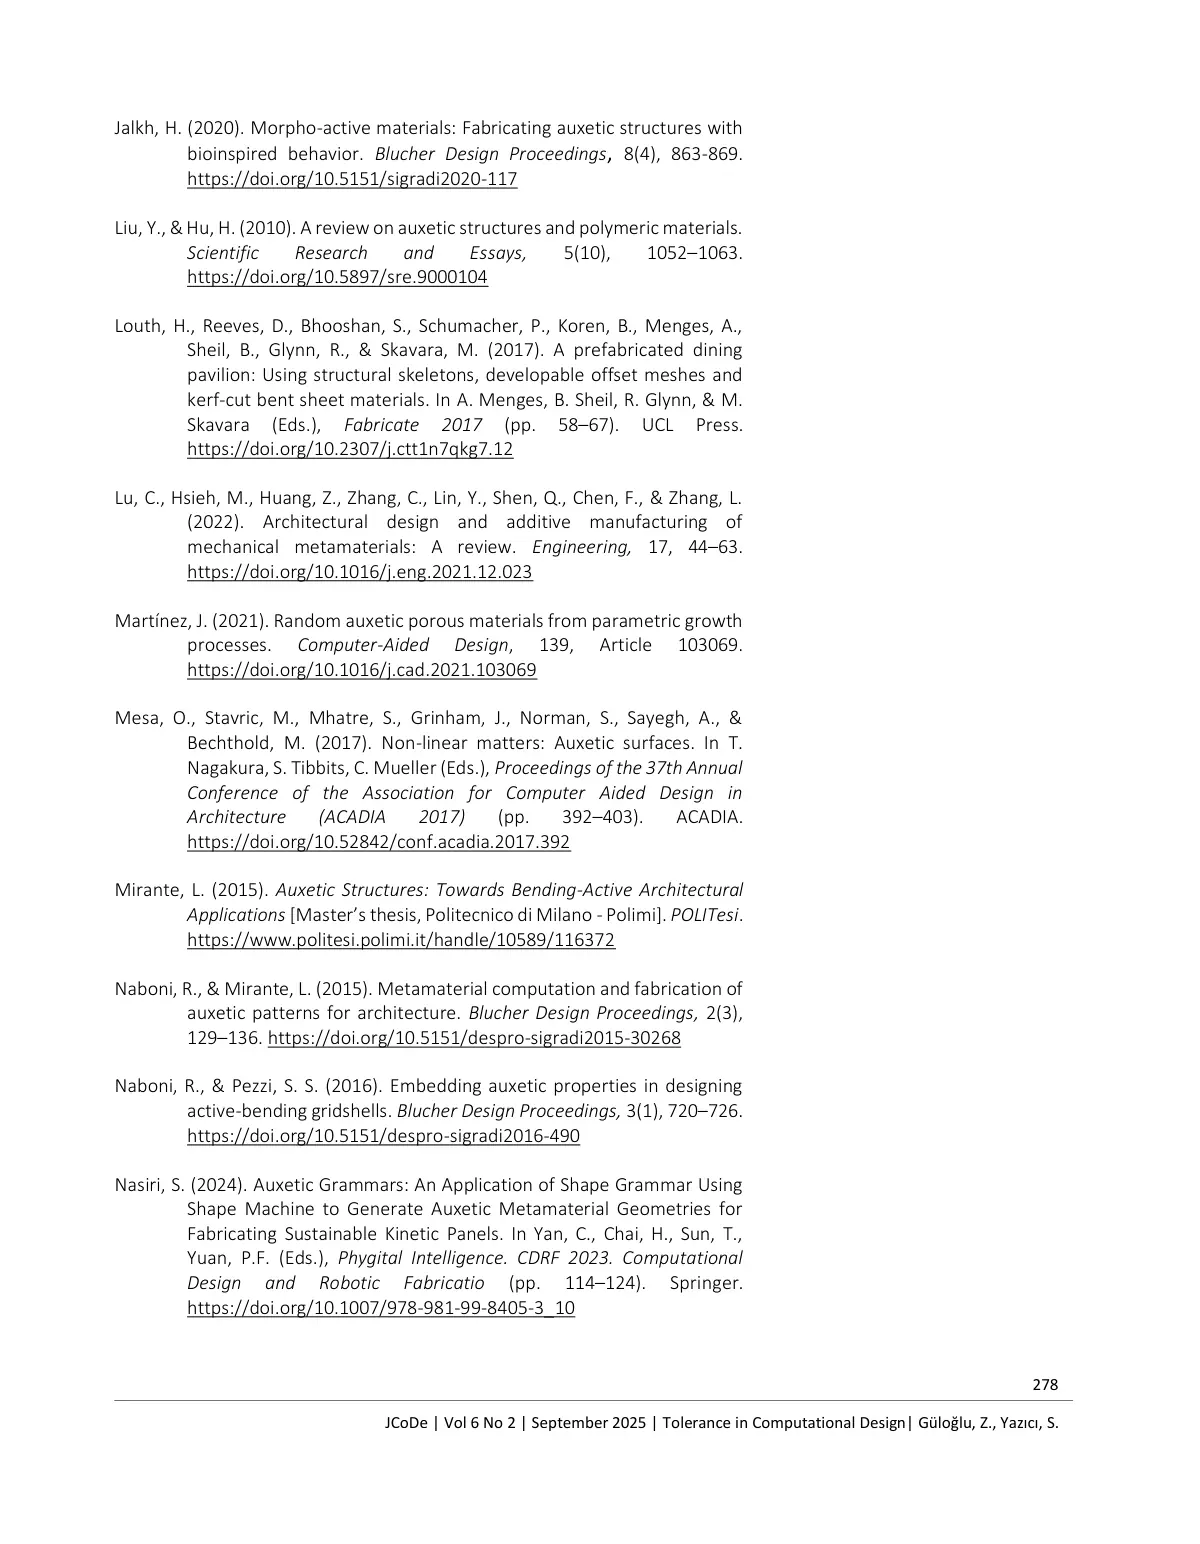 Jalkh, H. (2020). Morpho-active materials: Fabricating auxetic structures with
bioinspired behavior. Blucher Design Proceedings, 8(4), 863-869.
https://doi.org/10.5151/sigradi2020-117
Liu, Y., & Hu, H. (2010). A review on auxetic structures and polymeric materials.
Scientific Research and Essays, 5(10), 1052–1063.
https://doi.org/10.5897/sre.9000104
Louth, H., Reeves, D., Bhooshan, S., Schumacher, P., Koren, B., Menges, A.,
Sheil, B., Glynn, R., & Skavara, M. (2017). A prefabricated dining
pavilion: Using structural skeletons, developable offset meshes and
kerf-cut bent sheet materials. In A. Menges, B. Sheil, R. Glynn, & M.
Skavara (Eds.), Fabricate 2017 (pp. 58–67). UCL Press.
https://doi.org/10.2307/j.ctt1n7qkg7.12
Lu, C., Hsieh, M., Huang, Z., Zhang, C., Lin, Y., Shen, Q., Chen, F., & Zhang, L.
(2022). Architectural design and additive manufacturing of
mechanical metamaterials: A review. Engineering, 17, 44–63.
https://doi.org/10.1016/j.eng.2021.12.023
Martínez, J. (2021). Random auxetic porous materials from parametric growth
processes. Computer-Aided Design, 139, Article 103069.
https://doi.org/10.1016/j.cad.2021.103069
Mesa, O., Stavric, M., Mhatre, S., Grinham, J., Norman, S., Sayegh, A., &
Bechthold, M. (2017). Non-linear matters: Auxetic surfaces. In T.
Nagakura, S. Tibbits, C. Mueller (Eds.), Proceedings of the 37th Annual
Conference of the Association for Computer Aided Design in
Architecture (ACADIA 2017) (pp. 392–403). ACADIA.
https://doi.org/10.52842/conf.acadia.2017.392
Mirante, L. (2015). Auxetic Structures: Towards Bending-Active Architectural
Applications [Master’s thesis, Politecnico di Milano - Polimi]. POLITesi.
https://www.politesi.polimi.it/handle/10589/116372
Naboni, R., & Mirante, L. (2015). Metamaterial computation and fabrication of
auxetic patterns for architecture. Blucher Design Proceedings, 2(3),
129–136. https://doi.org/10.5151/despro-sigradi2015-30268
Naboni, R., & Pezzi, S. S. (2016). Embedding auxetic properties in designing
active-bending gridshells. Blucher Design Proceedings, 3(1), 720–726.
https://doi.org/10.5151/despro-sigradi2016-490
Nasiri, S. (2024). Auxetic Grammars: An Application of Shape Grammar Using
Shape Machine to Generate Auxetic Metamaterial Geometries for
Fabricating Sustainable Kinetic Panels. In Yan, C., Chai, H., Sun, T.,
Yuan, P.F. (Eds.), Phygital Intelligence. CDRF 2023. Computational
Design and Robotic Fabricatio (pp. 114–124). Springer.
https://doi.org/10.1007/978-981-99-8405-3_10
278
JCoDe | Vol 6 No 2 | September 2025 | Tolerance in Computational Design| Güloğlu, Z., Yazıcı, S.